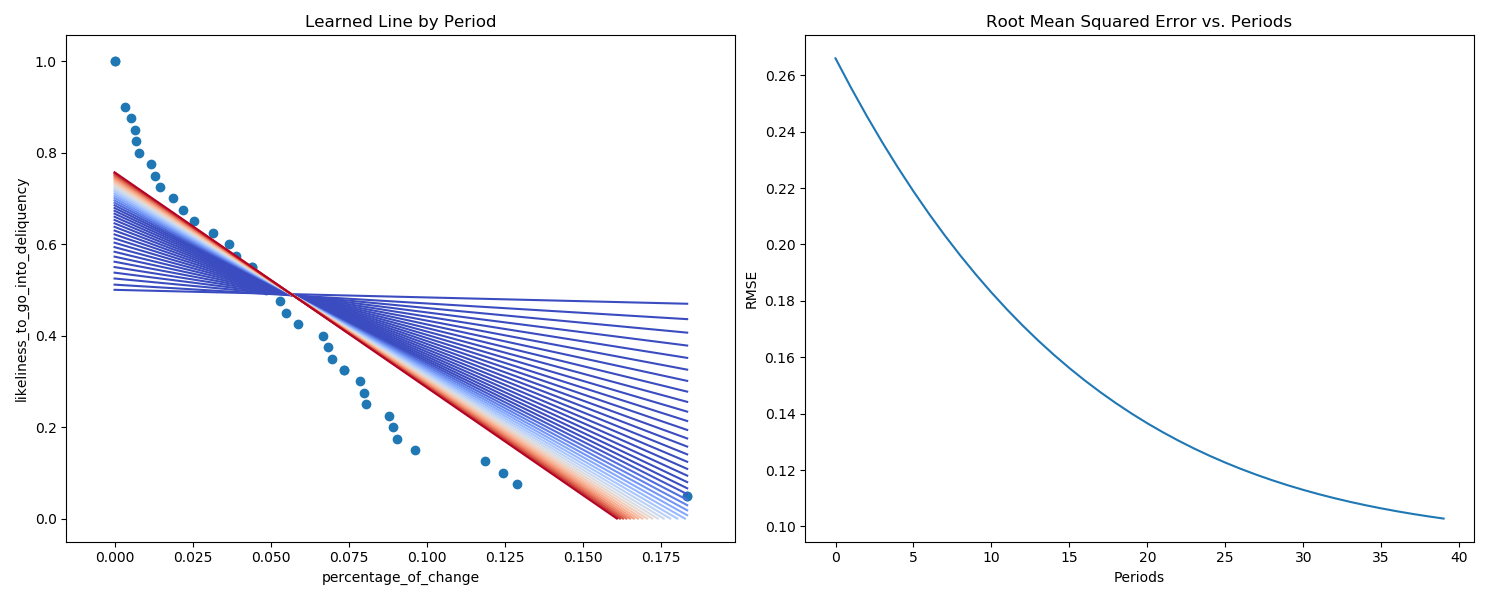 Learned Line by Period
likeliness_to_go_into_deliquency
1.0
0.8
0.6
0.4
0.2
0.0
0.000 0.025 0.050 0.075 0.100 0.125 0.150 0.175
percentage_of_change
Root Mean Squared Error vs. Periods
RMSE
0.26
0.24
0.22
0.20
0.18
0.16
0.14
0.12
0.10
0 5 10 15 20 25 30 35 40
Periods